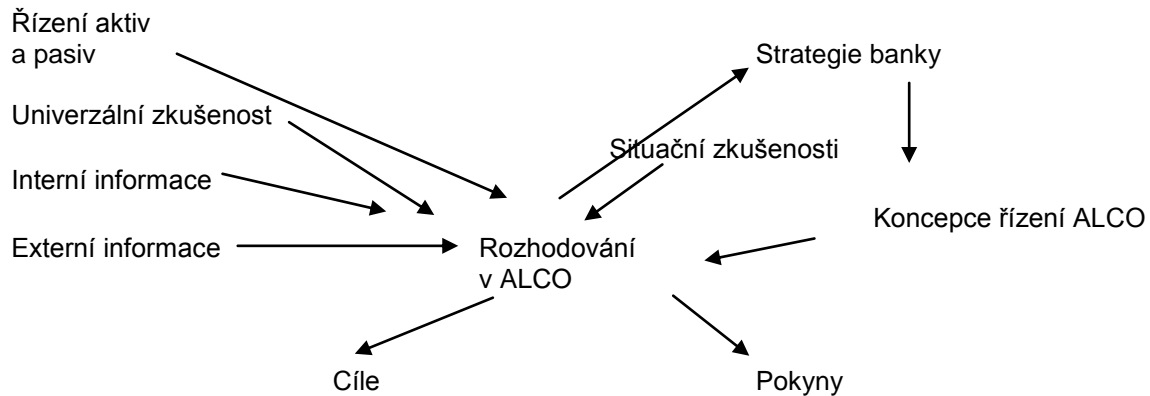 Řízení aktiv
a pasiv
Strategie banky
Univerzální zkušenost
Situační zkušenosti
Interní informace
Koncepce řízení ALCO
Externí informace
Rozhodování
v ALCO
Cíle
Pokyny